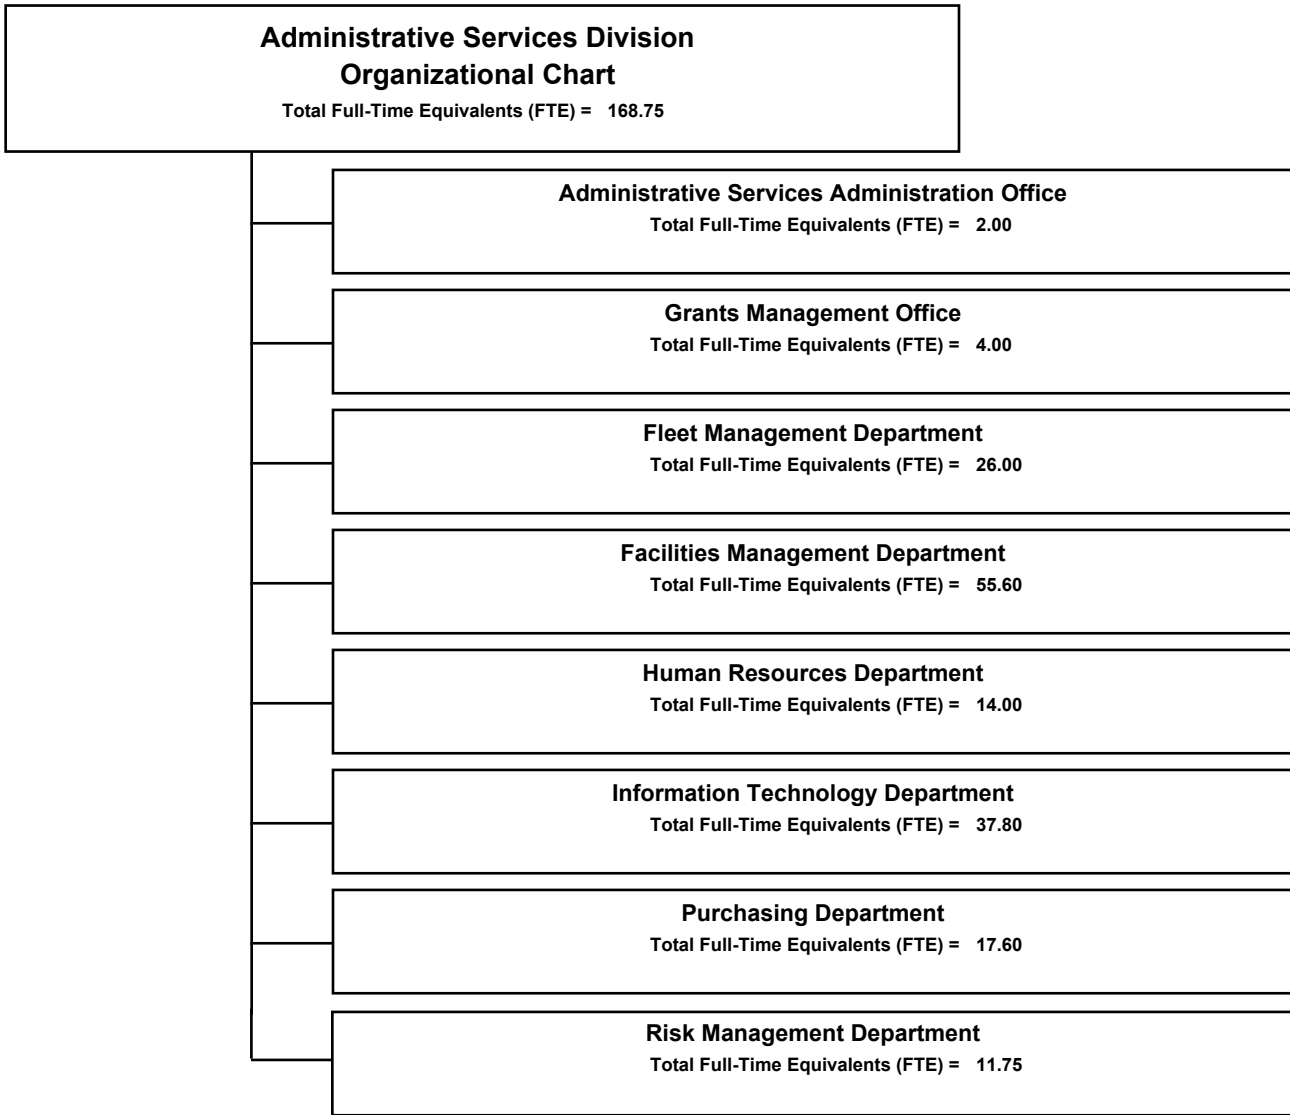 Administrative Services Division
Organizational Chart
Total Full-Time Equivalents (FTE) = 168.75
Administrative Services Administration Office
Total Full-Time Equivalents (FTE) = 2.00
Grants Management Office
Total Full-Time Equivalents (FTE) = 4.00
Fleet Management Department
Total Full-Time Equivalents (FTE) = 26.00
Facilities Management Department
Total Full-Time Equivalents (FTE) = 55.60
Human Resources Department
Total Full-Time Equivalents (FTE) = 14.00
Information Technology Department
Total Full-Time Equivalents (FTE) = 37.80
Purchasing Department
Total Full-Time Equivalents (FTE) = 17.60
Risk Management Department
Total Full-Time Equivalents (FTE) = 11.75